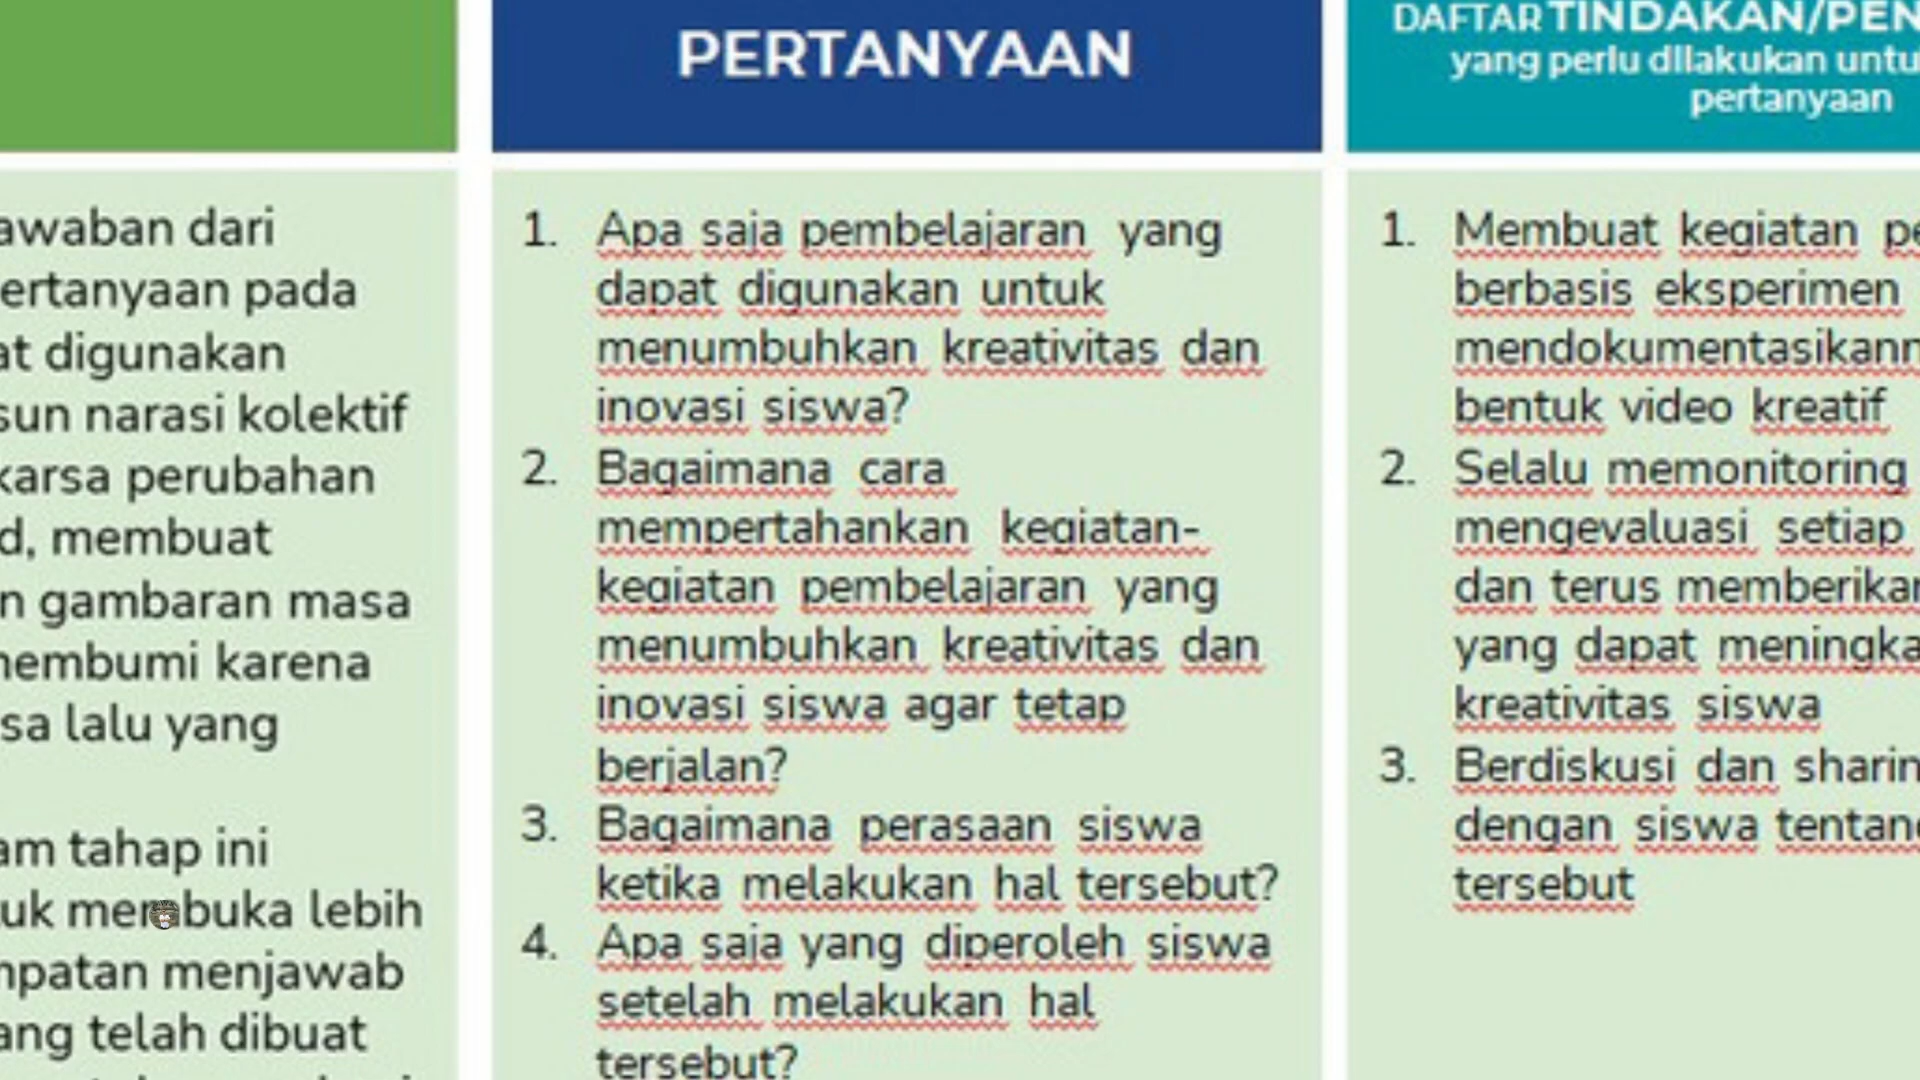 PERTANYAAN
DAFTAR TINDAKAN/PEN
yang perlu dilakukan untu
pertanyaan
awaban dari
ertanyaan pada
at digunakan
sun narasi kolektif
karsa perubahan
d, membuat
n gambaran masa
membumi karena
sa lalu yang
am tahap ini
uk membuka lebih
mpatan menjawab
ang telah dibuat
1. Apa saja pembelajaran yang
dapat digunakan untuk
menumbuhkan kreativitas dan
inovasi siswa?
2. Bagaimana cara
mempertahankan kegiatan-
kegiatan pembelajaran yang
menumbuhkan kreativitas dan
inovasi siswa agar tetap
berjalan?
3. Bagaimana perasaan siswa
ketika melakukan hal tersebut?
4. Apa saja yang diperoleh siswa
setelah melakukan hal
tersebut?
1. Membuat kegiatan pe
berbasis eksperimen
mendokumentasikann
bentuk video kreatif
2. Selalu memonitoring
mengevaluasi setiap
dan terus memberikan
yang dapat meningka
kreativitas siswa
3. Berdiskusi dan sharin
dengan siswa tentang
tersebut